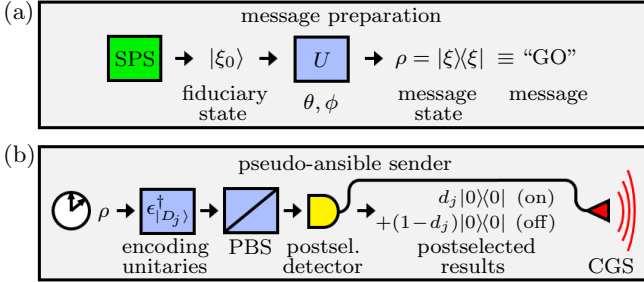 (a)
message preparation
SPS
|ξ₀⟩
U
ρ = |ξ⟩⟨ξ| ≡ “GO”
fiduciary
state
θ, ϕ
message
state
message
(b)
pseudo-ansible sender
ρ
ϵ†|Dⱼ⟩
dⱼ|0⟩⟨0| (on)
+(1−dⱼ)|0⟩⟨0| (off)
encoding
unitaries
PBS
postsel.
detector
postselected
results
CGS